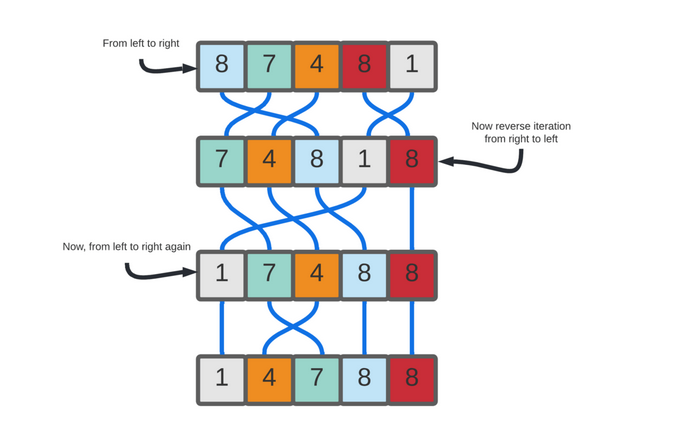 From left to right
8 7 4 8 1
Now reverse iteration
from right to left
7 4 8 1 8
Now, from left to right again
1 7 4 8 8
1 4 7 8 8